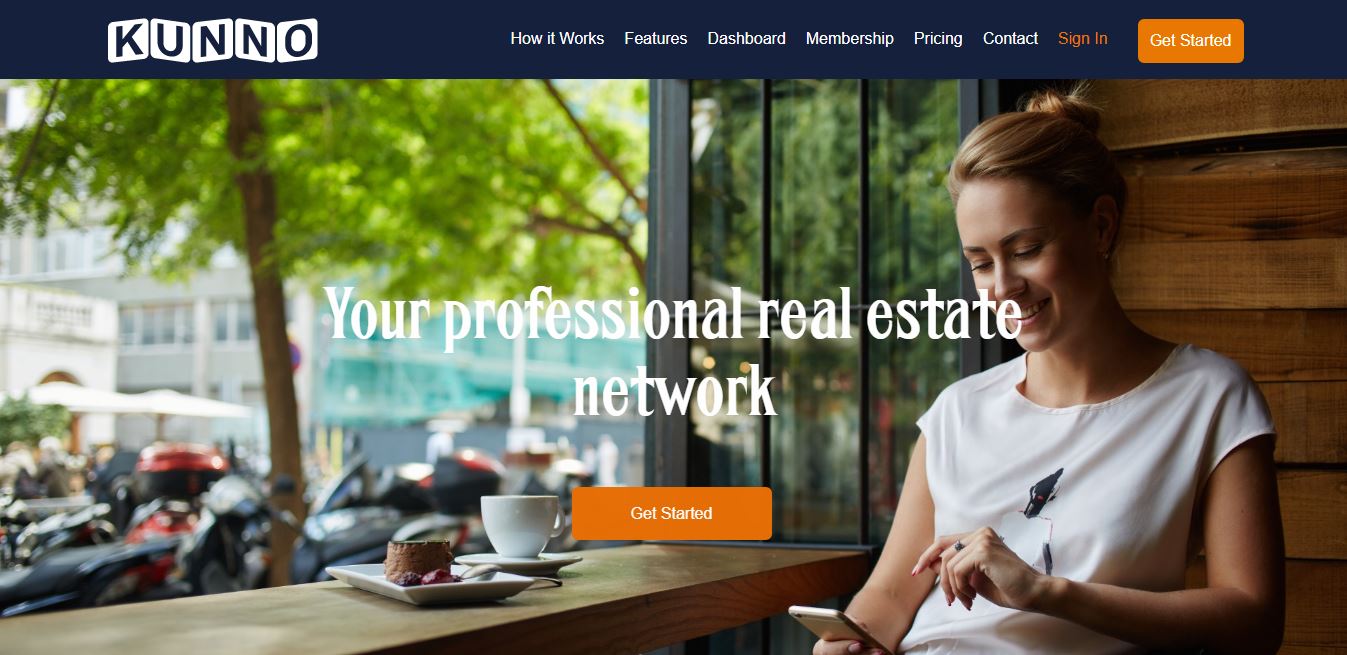 KUNNO
How it Works Features Dashboard Membership Pricing Contact Sign In Get Started
Your professional real estate
network
Get Started